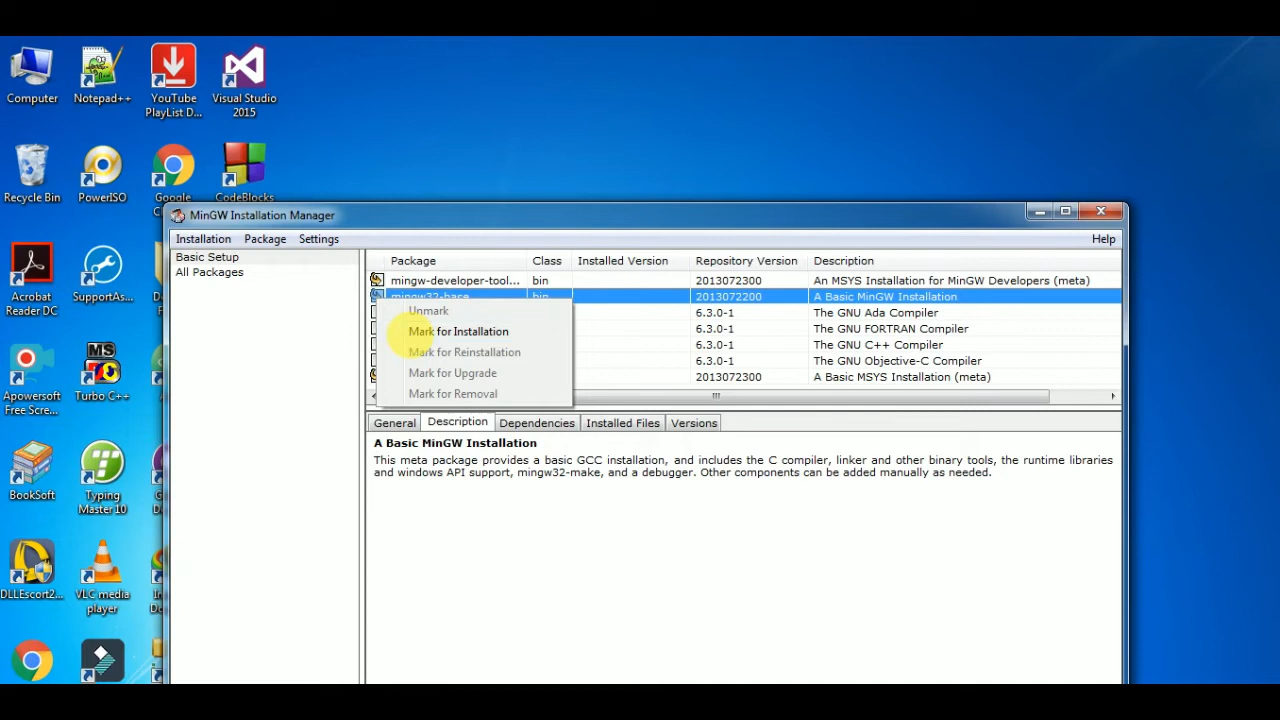 Computer
Notepad++
YouTube
PlayList D...
Visual Studio
2015
Recycle Bin
PowerISO
Google
CodeBlocks
MinGW Installation Manager
Installation Package Settings Help
Basic Setup
All Packages
Package Class Installed Version Repository Version Description
mingw-developer-tool... bin 2013072300 An MSYS Installation for MinGW Developers (meta)
mingw32-base bin 2013072200 A Basic MinGW Installation
6.3.0-1 The GNU Ada Compiler
6.3.0-1 The GNU FORTRAN Compiler
6.3.0-1 The GNU C++ Compiler
6.3.0-1 The GNU Objective-C Compiler
2013072300 A Basic MSYS Installation (meta)
Unmark
Mark for Installation
Mark for Reinstallation
Mark for Upgrade
Mark for Removal
General Description Dependencies Installed Files Versions
A Basic MinGW Installation
This meta package provides a basic GCC installation, and includes the C compiler, linker and other binary tools, the runtime libraries
and windows API support, mingw32-make, and a debugger. Other components can be added manually as needed.
Acrobat
Reader DC
SupportAs...
Apowersoft
Free Scre...
MS
Turbo C++
BookSoft
Typing
Master 10
DLLEscort2...
VLC media
player